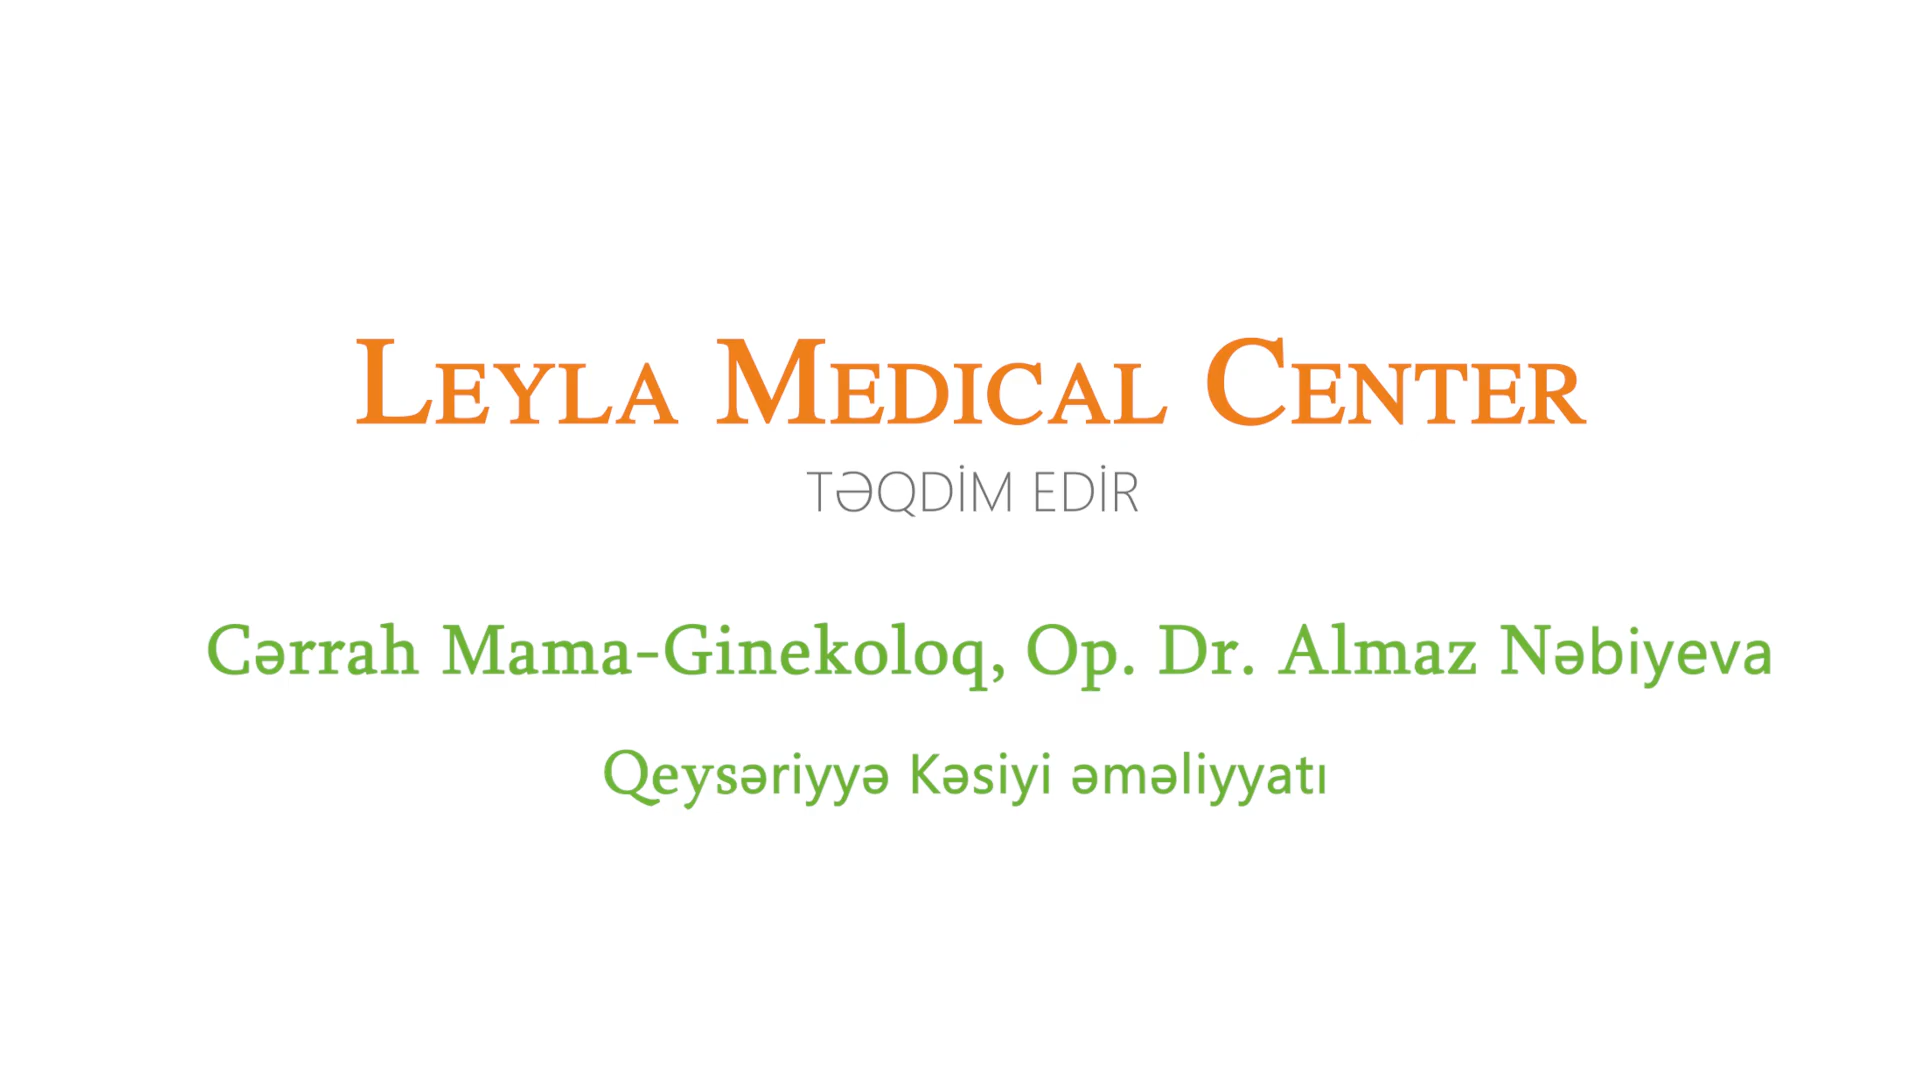 LEYLA MEDICAL CENTER
TƏQDİM EDİR
Cərrah Mama-Ginekoloq, Op. Dr. Almaz Nəbiyeva
Qeysəriyyə Kəsiyi əməliyyatı